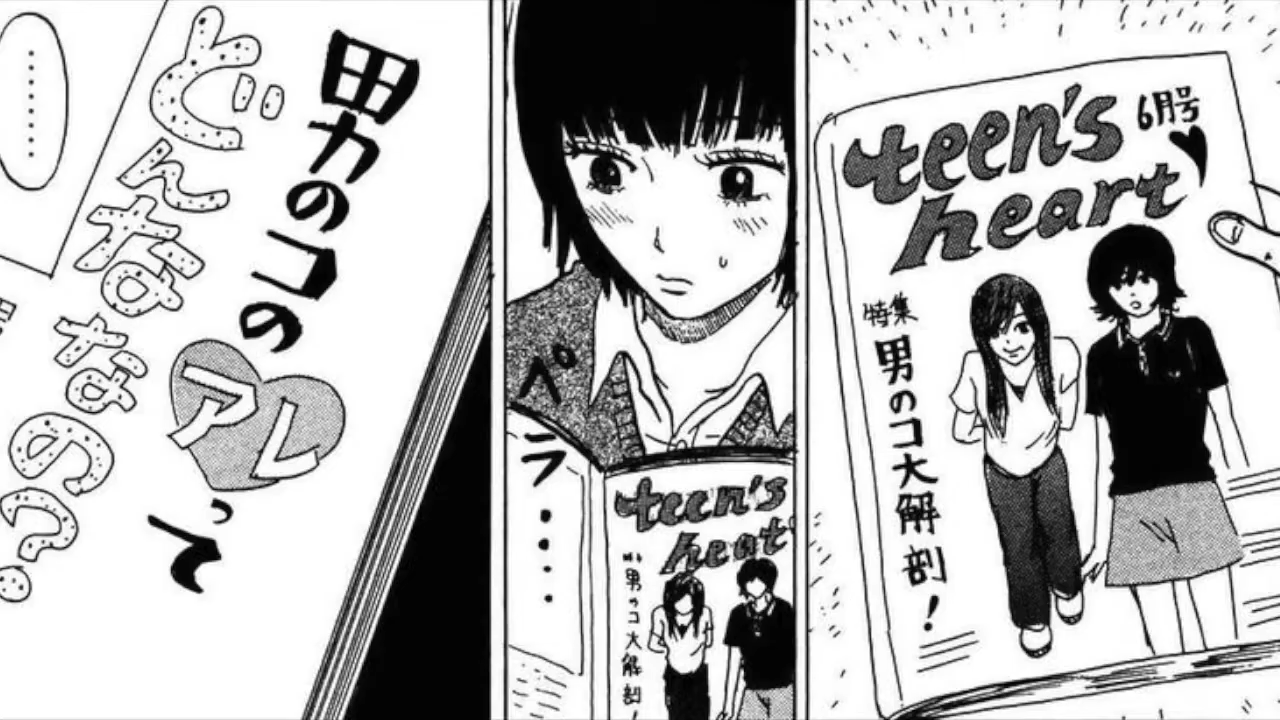 teen's
heart
6月号
特集
男のコ大解剖！
ペラ…
teen's
heart
男のコ大解剖！
男のコの
アレって
どんななの？
………